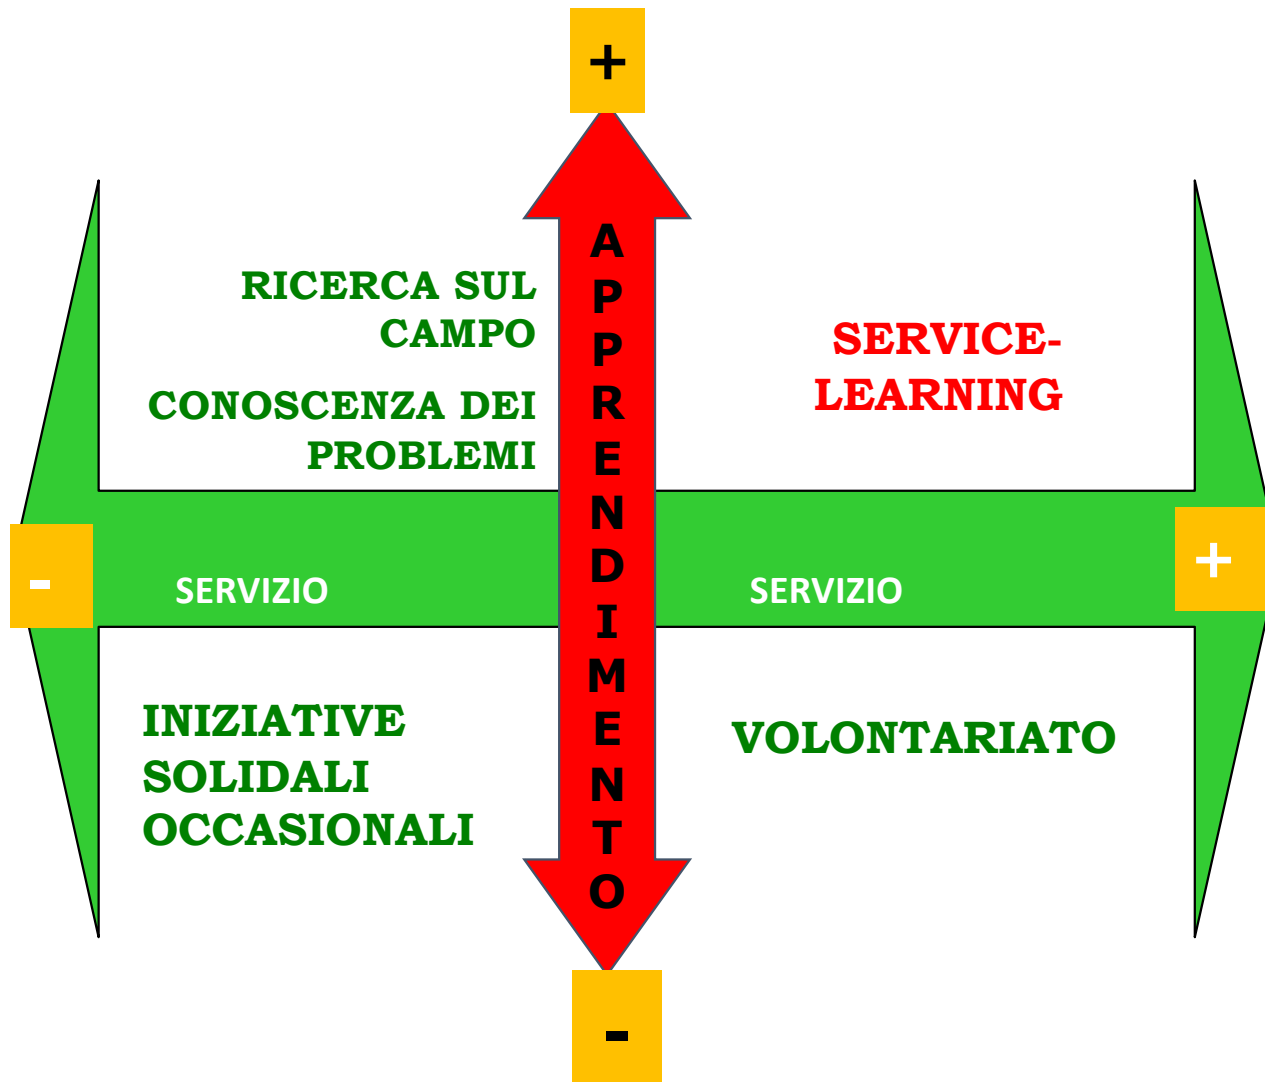 +
RICERCA SUL
CAMPO
CONOSCENZA DEI
PROBLEMI
SERVICE-
LEARNING
A
P
P
R
E
N
D
I
M
E
N
T
O
-
SERVIZIO
SERVIZIO
+
INIZIATIVE
SOLIDALI
OCCASIONALI
VOLONTARIATO
-